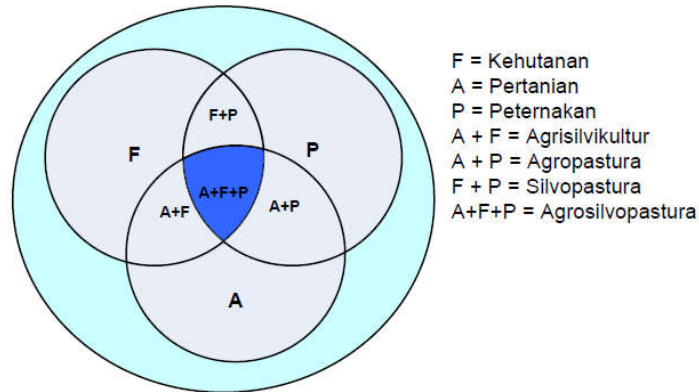 F = Kehutanan
A = Pertanian
P = Peternakan
A + F = Agrisilvikultur
A + P = Agropastura
F + P = Silvopastura
A+F+P = Agrosilvopastura
F+P
F
P
A+F+P
A+F
A+P
A